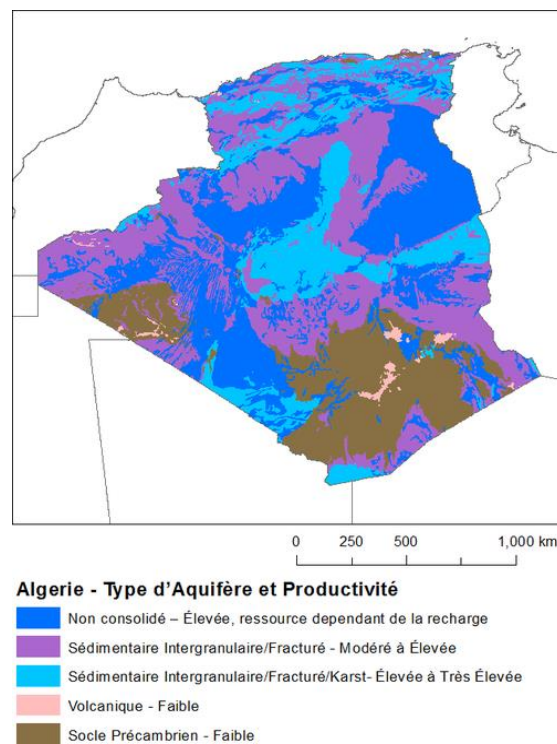 0 250 500 1,000 km
Algerie - Type d’Aquifère et Productivité
Non consolidé – Élevée, ressource dependant de la recharge
Sédimentaire Intergranulaire/Fracturé - Modéré à Élevée
Sédimentaire Intergranulaire/Fracturé/Karst- Élevée à Très Élevée
Volcanique - Faible
Socle Précambrien - Faible